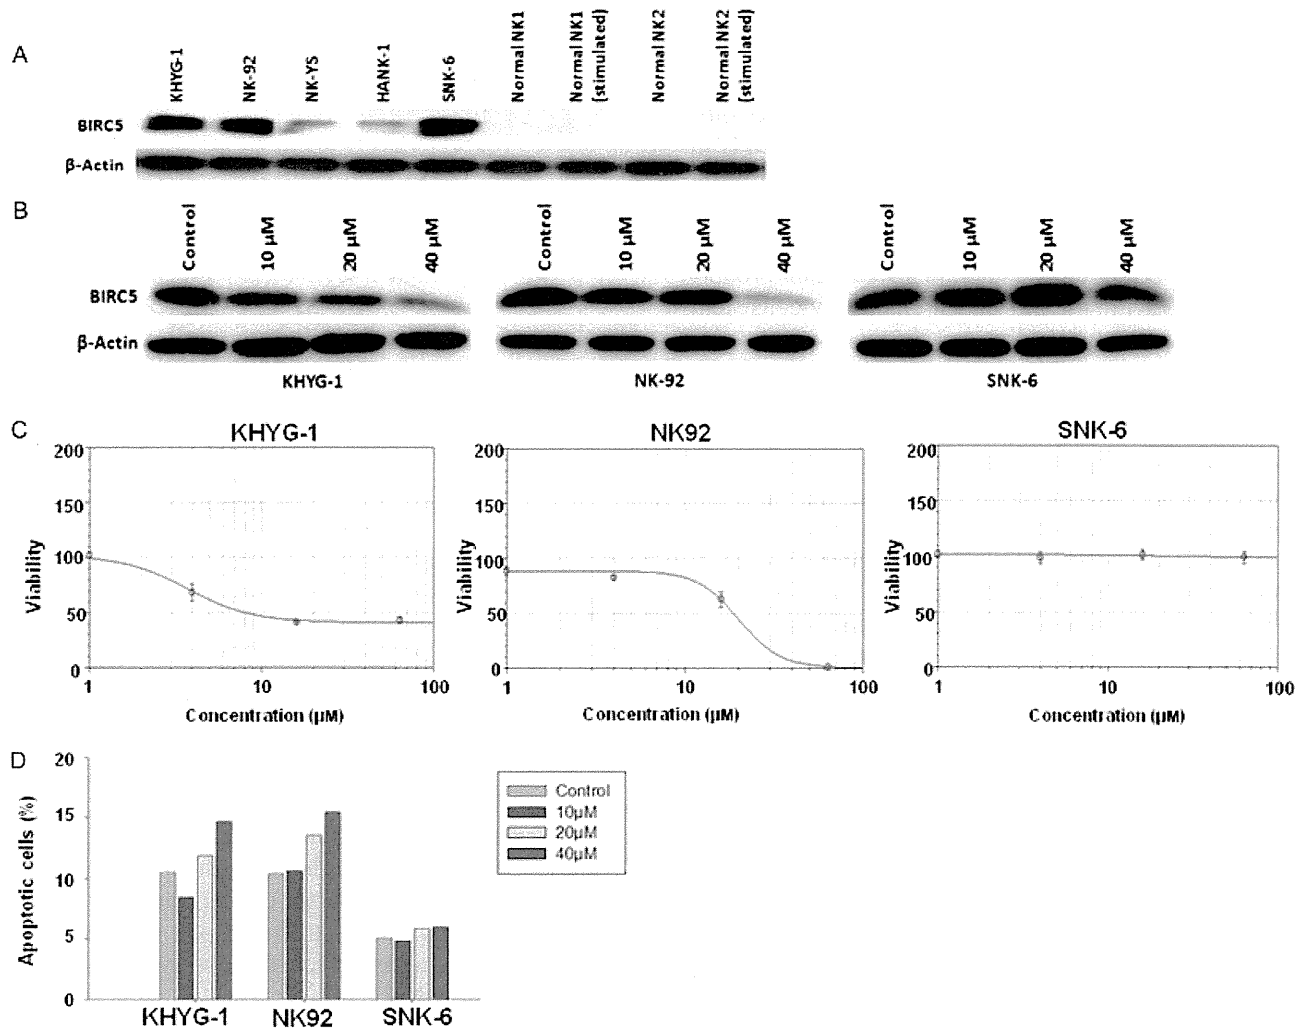 A
KHYG-1
NK-92
NK-YS
HANK-1
SNK-6
Normal NK1
Normal NK1
(stimulated)
Normal NK2
Normal NK2
(stimulated)
BIRC5
β-Actin
B
Control
10 µM
20 µM
40 µM
Control
10 µM
20 µM
40 µM
Control
10 µM
20 µM
40 µM
BIRC5
β-Actin
KHYG-1
NK-92
SNK-6
C
KHYG-1
NK92
SNK-6
200
150
100
50
0
Viability
1
10
100
Concentration (µM)
200
150
100
50
0
Viability
1
10
100
Concentration (µM)
200
150
100
50
0
Viability
1
10
100
Concentration (µM)
D
20
15
10
5
0
Apoptotic cells (%)
KHYG-1
NK92
SNK-6
Control
10µM
20µM
40µM